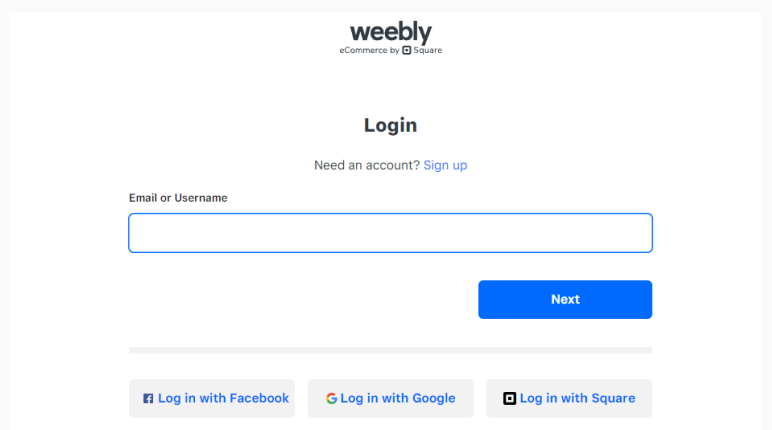 weebly
eCommerce by Square
Login
Need an account? Sign up
Email or Username
Next
Log in with Facebook
Log in with Google
Log in with Square